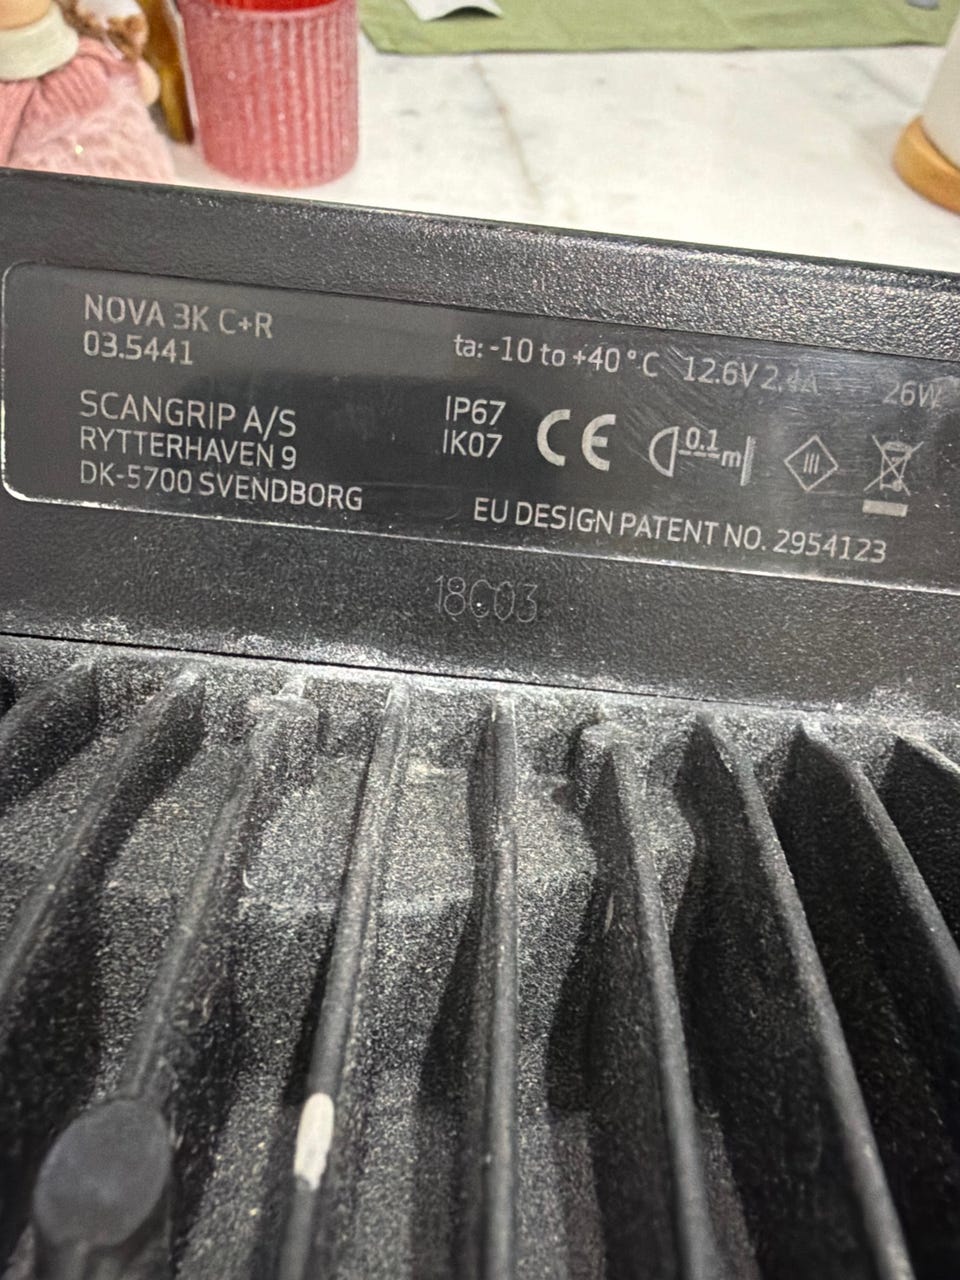 NOVA 3K C+R
03.5441
ta: -10 to +40 °C 12.6V 2.4A 26W
SCANGRIP A/S
RYTTERHAVEN 9
DK-5700 SVENDBORG
IP67
IK07
CE
0.1 m
III
EU DESIGN PATENT NO. 2954123
18C03